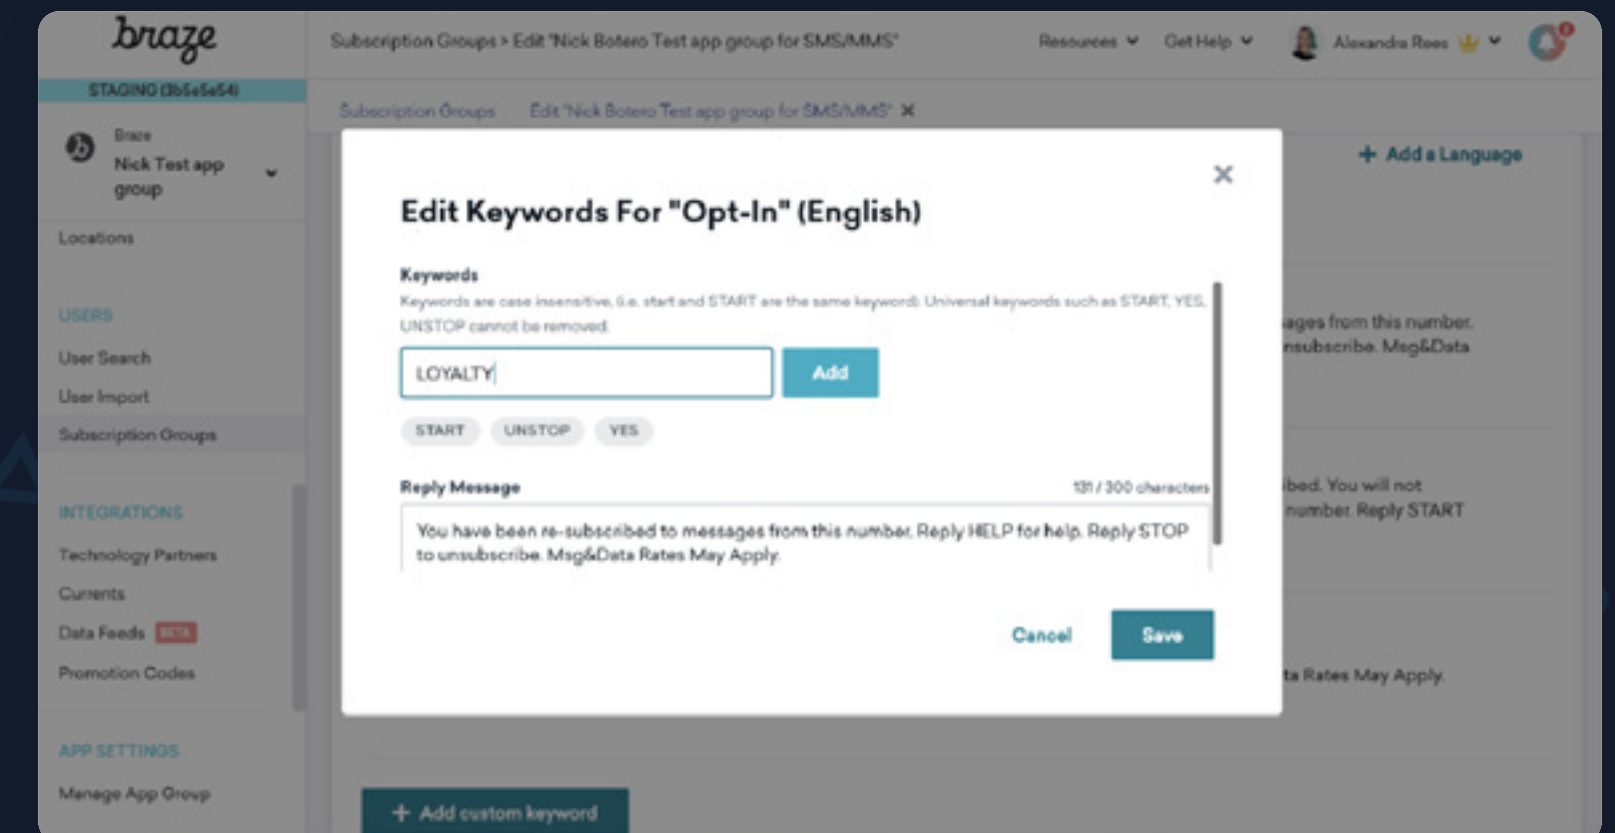 braze
Subscription Groups > Edit "Nick Botero Test app group for SMS/MMS"
Resources
Get Help
Alexandra Rees
STAGING (3b5e5e54)
Subscription Groups
Edit "Nick Botero Test app group for SMS/MMS" ✕
Braze
Nick Test app
group
Locations
USERS
User Search
User Import
Subscription Groups
INTEGRATIONS
Technology Partners
Currents
Data Feeds BETA
Promotion Codes
APP SETTINGS
Manage App Group
+ Add a Language
Edit Keywords For "Opt-In" (English)
Keywords
Keywords are case insensitive, (i.e. start and START are the same keyword). Universal keywords such as START, YES,
UNSTOP cannot be removed.
LOYALTY
Add
START
UNSTOP
YES
Reply Message
131 / 300 characters
You have been re-subscribed to messages from this number. Reply HELP for help. Reply STOP
to unsubscribe. Msg&Data Rates May Apply.
Cancel
Save
ages from this number.
nsubscribe. Msg&Data
ibed. You will not
number. Reply START
ta Rates May Apply.
+ Add custom keyword